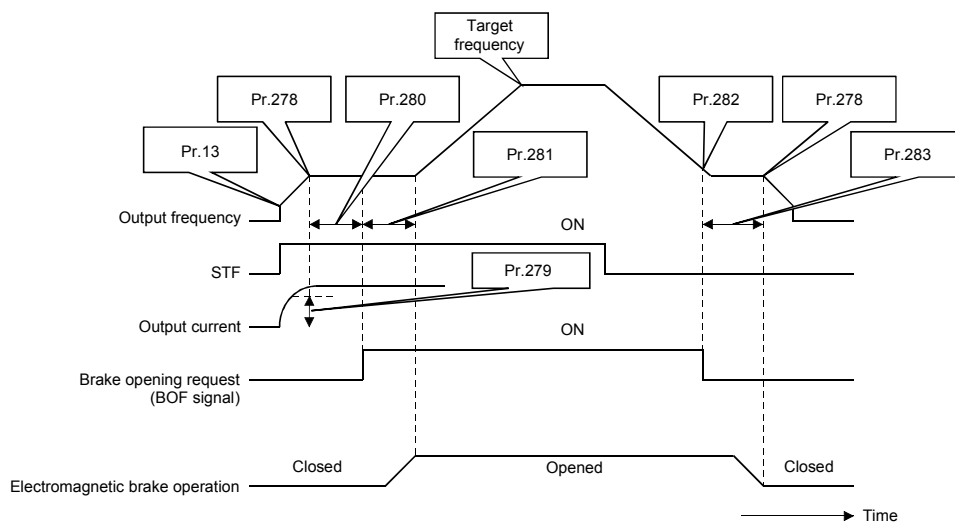 Target
frequency
Pr.278
Pr.280
Pr.282
Pr.278
Pr.13
Pr.281
Pr.283
Output frequency
ON
STF
Pr.279
Output current
ON
Brake opening request
(BOF signal)
Closed
Opened
Closed
Electromagnetic brake operation
Time